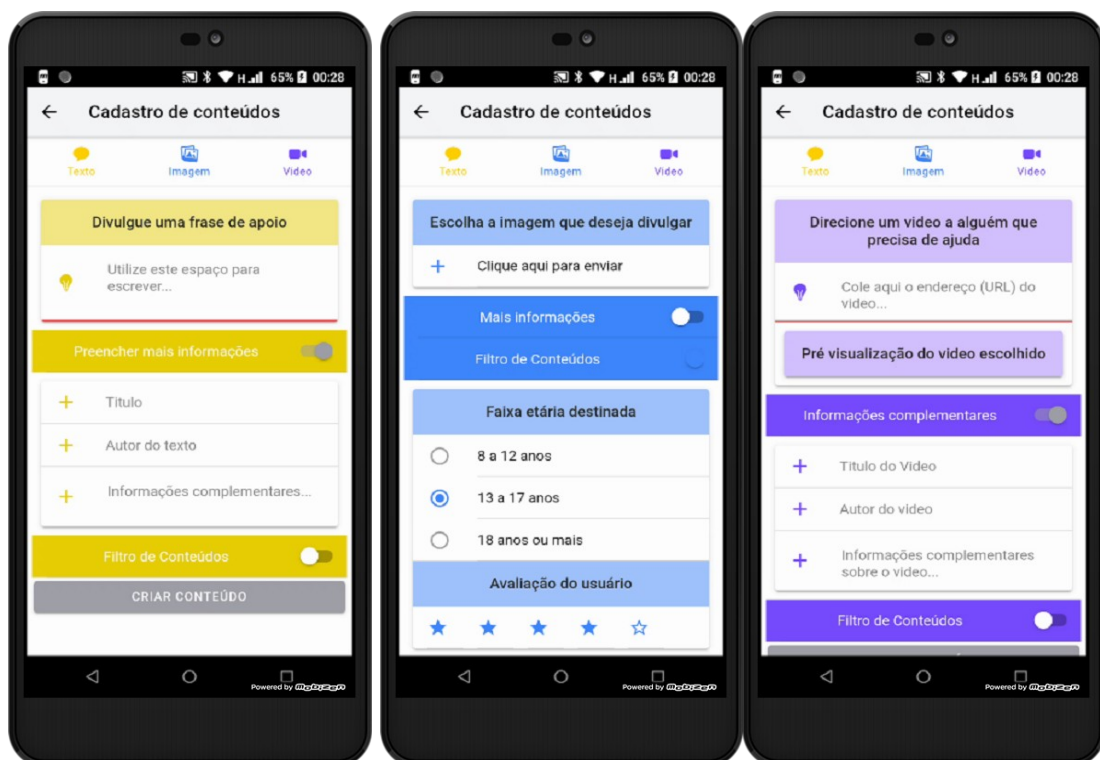 65% 00:28
Cadastro de conteúdos
Texto Imagem Video
Divulgue uma frase de apoio
Utilize este espaço para
escrever...
Preencher mais informações
Titulo
Autor do texto
Informações complementares...
Filtro de Conteúdos
CRIAR CONTEÚDO
Powered by Mobizen
65% 00:28
Cadastro de conteúdos
Texto Imagem Video
Escolha a imagem que deseja divulgar
Clique aqui para enviar
Mais informações
Filtro de Conteúdos
Faixa etária destinada
8 a 12 anos
13 a 17 anos
18 anos ou mais
Avaliação do usuário
Powered by Mobizen
H 65% 00:28
Cadastro de conteúdos
Texto Imagem Video
Direcione um video a alguém que
precisa de ajuda
Cole aqui o endereço (URL) do
video...
Pré visualização do video escolhido
Informações complementares
Titulo do Video
Autor do video
Informações complementares
sobre o video...
Filtro de Conteúdos
Powered by Mobizen